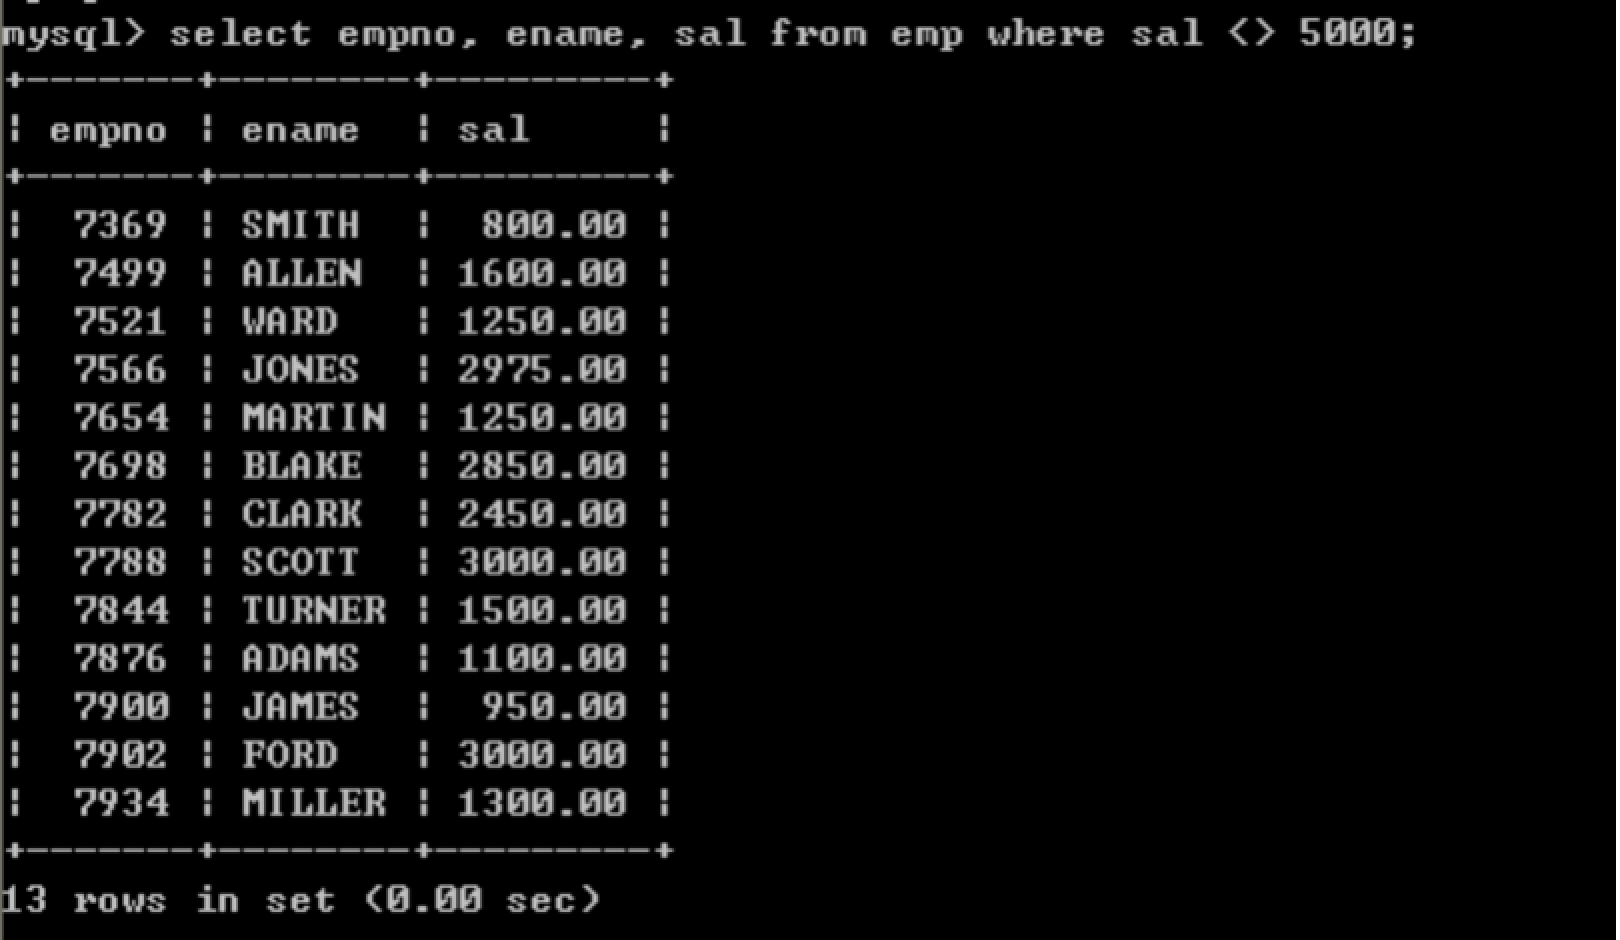 mysql> select empno, ename, sal from emp where sal <> 5000;
+-------+--------+---------+
| empno | ename  | sal     |
+-------+--------+---------+
|  7369 | SMITH  |  800.00 |
|  7499 | ALLEN  | 1600.00 |
|  7521 | WARD   | 1250.00 |
|  7566 | JONES  | 2975.00 |
|  7654 | MARTIN | 1250.00 |
|  7698 | BLAKE  | 2850.00 |
|  7782 | CLARK  | 2450.00 |
|  7788 | SCOTT  | 3000.00 |
|  7844 | TURNER | 1500.00 |
|  7876 | ADAMS  | 1100.00 |
|  7900 | JAMES  |  950.00 |
|  7902 | FORD   | 3000.00 |
|  7934 | MILLER | 1300.00 |
+-------+--------+---------+
13 rows in set (0.00 sec)